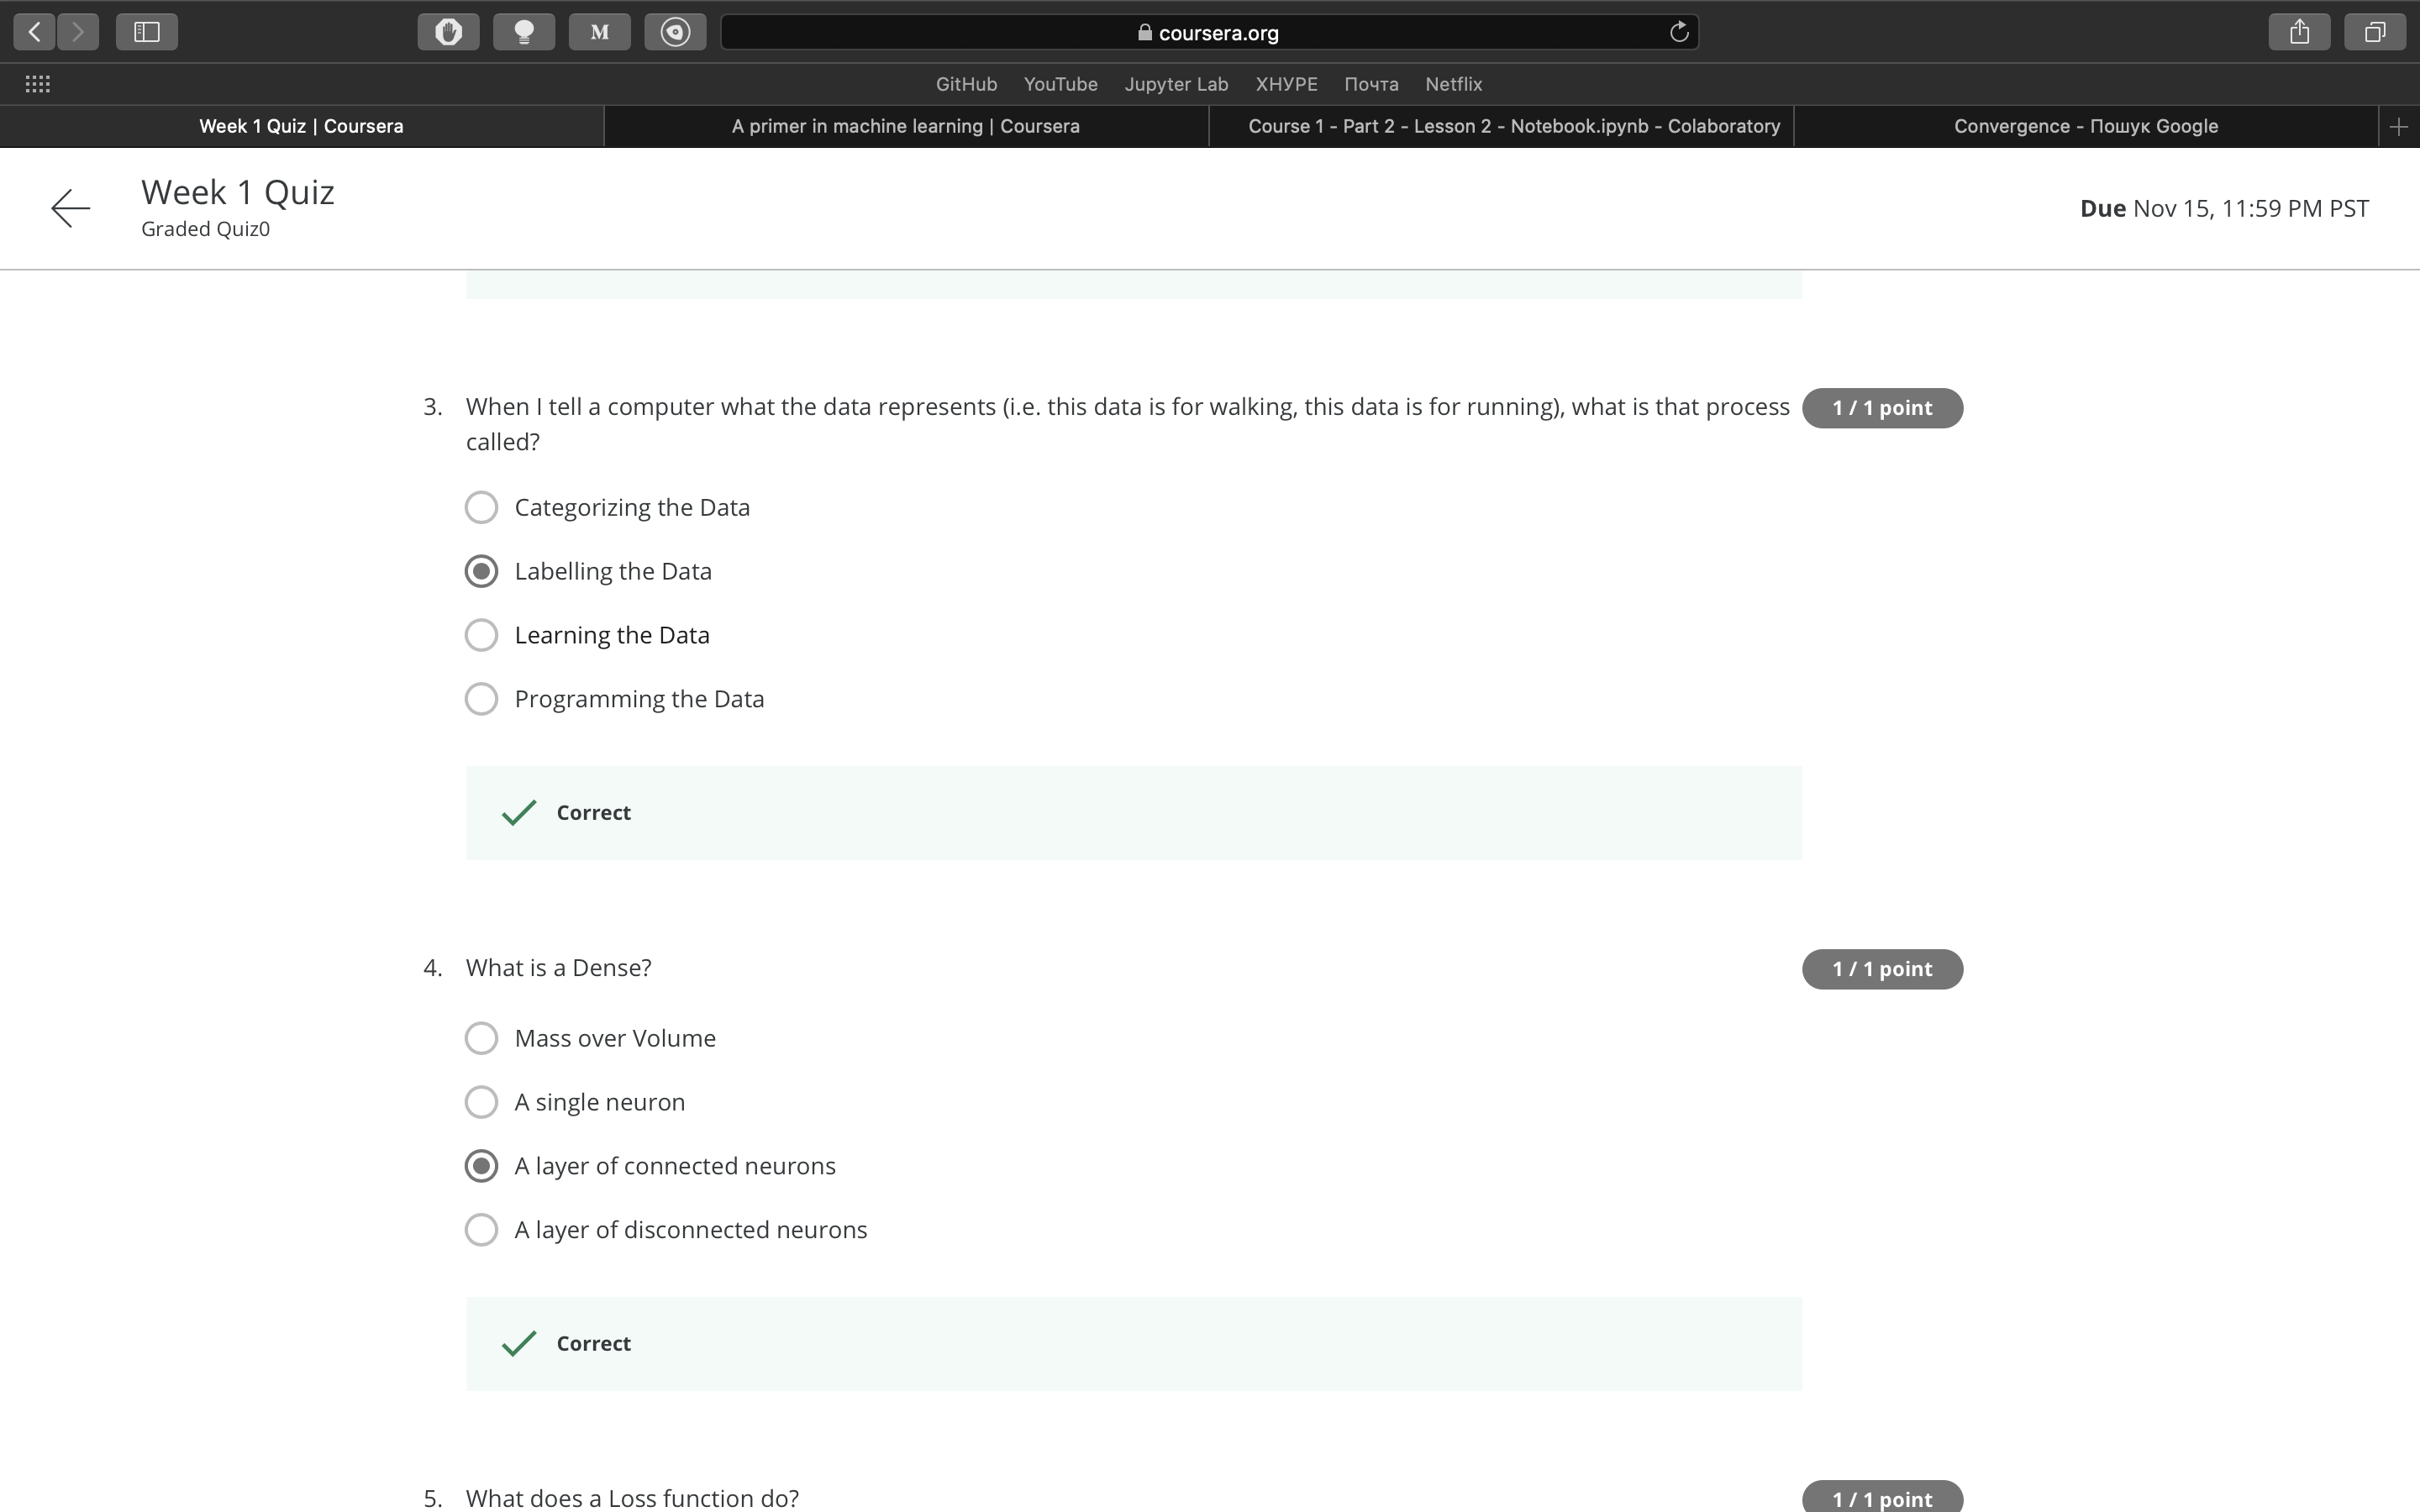 M
coursera.org
GitHub YouTube Jupyter Lab ХНУРЕ Почта Netflix
Week 1 Quiz | Coursera
A primer in machine learning | Coursera
Course 1 - Part 2 - Lesson 2 - Notebook.ipynb - Colaboratory
Convergence - Пошук Google
Week 1 Quiz
Graded Quiz0
Due Nov 15, 11:59 PM PST
3. When I tell a computer what the data represents (i.e. this data is for walking, this data is for running), what is that process
called?
1 / 1 point
Categorizing the Data
Labelling the Data
Learning the Data
Programming the Data
Correct
4. What is a Dense?
1 / 1 point
Mass over Volume
A single neuron
A layer of connected neurons
A layer of disconnected neurons
Correct
5. What does a Loss function do?
1 / 1 point